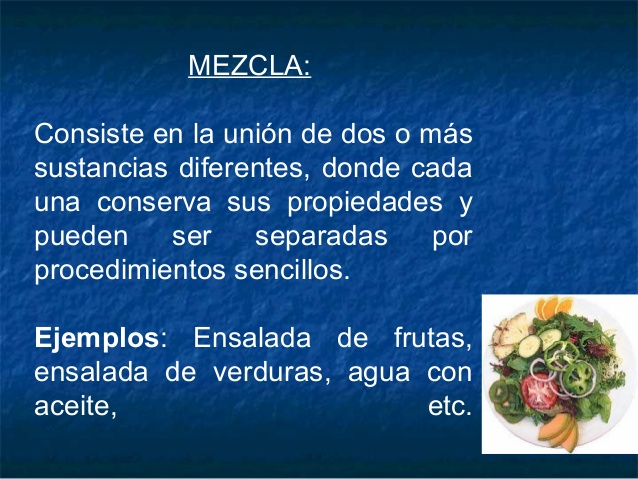 MEZCLA:
Consiste en la unión de dos o más
sustancias diferentes, donde cada
una conserva sus propiedades y
pueden ser separadas por
procedimientos sencillos.
Ejemplos: Ensalada de frutas,
ensalada de verduras, agua con
aceite, etc.